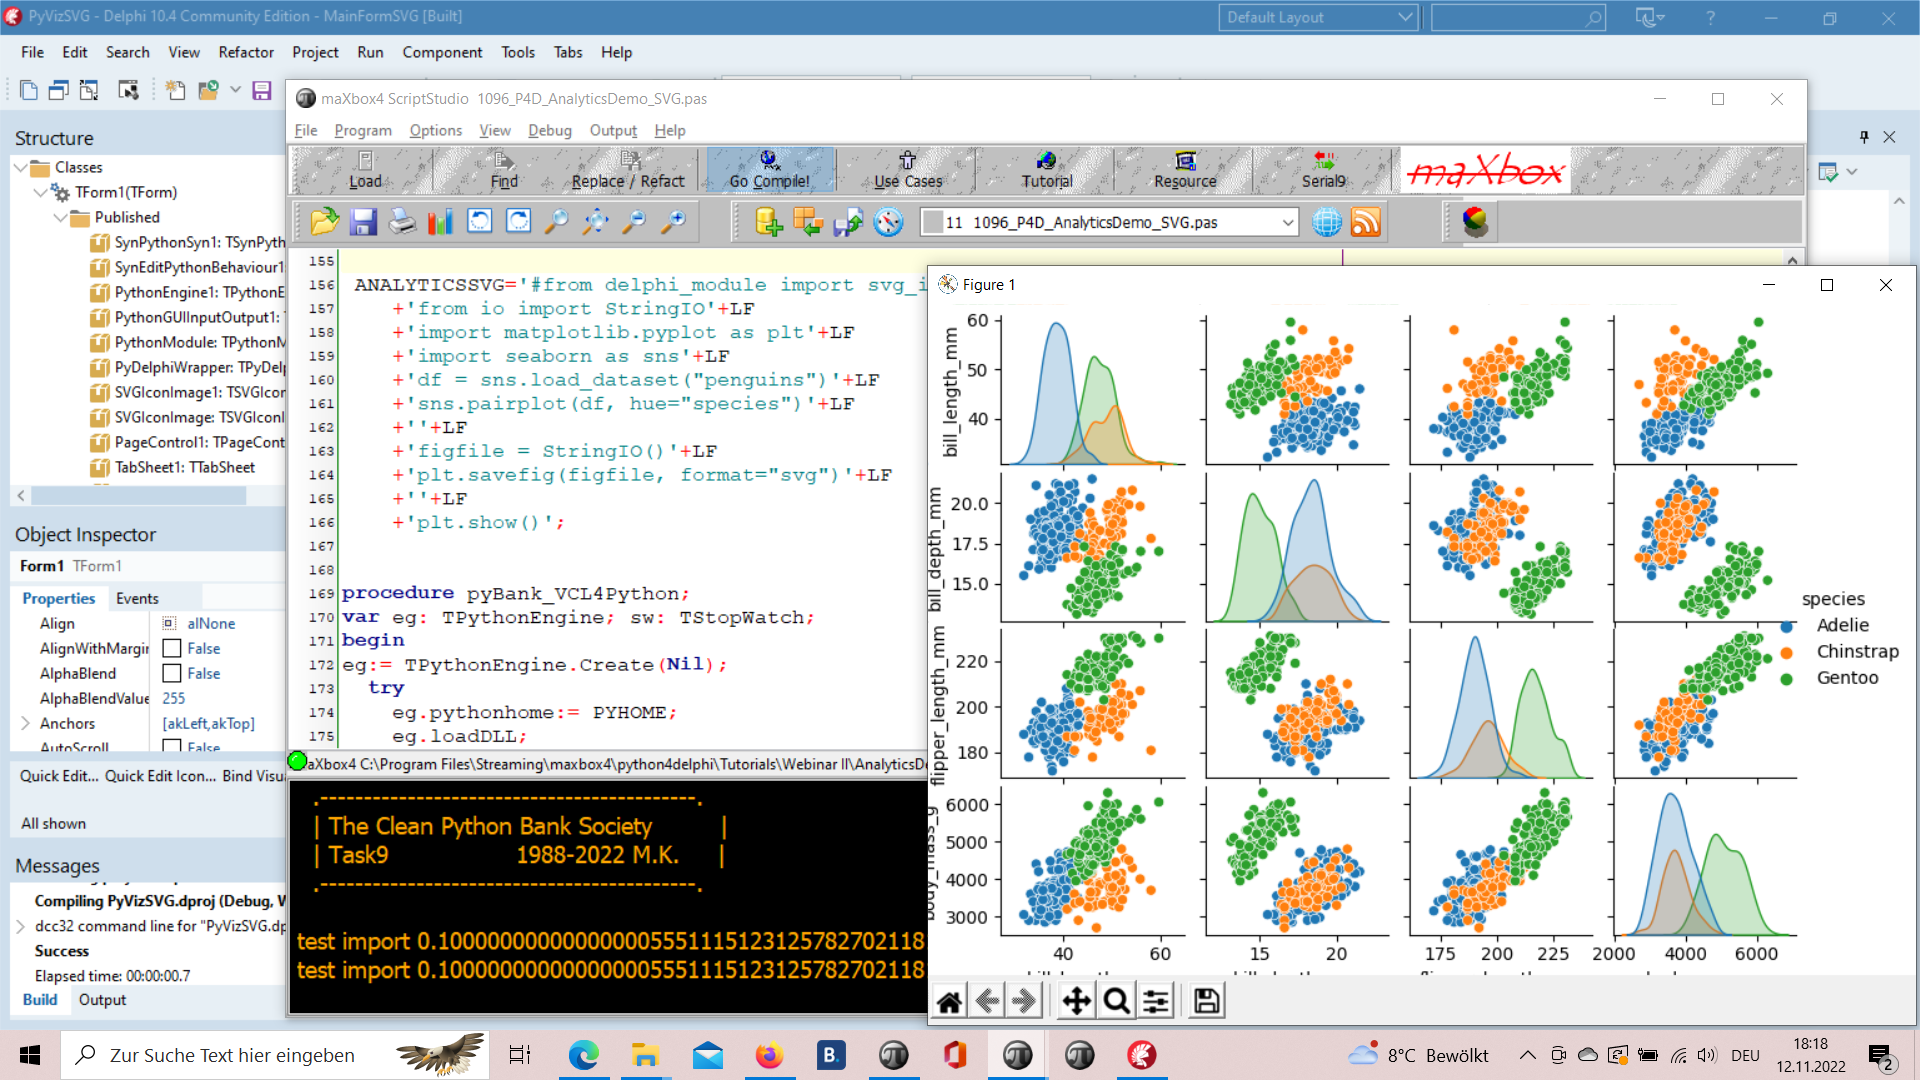 PyVizSVG - Delphi 10.4 Community Edition - MainFormSVG [Built]
Default Layout
File Edit Search View Refactor Project Run Component Tools Tabs Help
Structure
Classes
TForm1(TForm)
Published
SynPythonSyn1: TSynPyth
SynEditPythonBehaviour1:
PythonEngine1: TPythonE
PythonGUIInputOutput1: T
PythonModule: TPythonM
PyDelphiWrapper: TPyDelp
SVGIconImage1: TSVGIcon
SVGIconImage: TSVGIconI
PageControl1: TPageCont
TabSheet1: TTabSheet
Object Inspector
Form1 TForm1
Properties Events
Align alNone
AlignWithMargin False
AlphaBlend False
AlphaBlendValue 255
Anchors [akLeft,akTop]
AutoScroll False
Quick Edit... Quick Edit Icon... Bind Visu
All shown
Messages
Compiling PyVizSVG.dproj (Debug, W
dcc32 command line for "PyVizSVG.dp
Success
Elapsed time: 00:00:00.7
Build Output
maXbox4 ScriptStudio 1096_P4D_AnalyticsDemo_SVG.pas
File Program Options View Debug Output Help
Load Find Replace / Refact Go Compile! Use Cases Tutorial Resource Serial9 maXbox
11 1096_P4D_AnalyticsDemo_SVG.pas
155
156 ANALYTICSSVG='#from delphi_module import svg_i
157 +'from io import StringIO'+LF
158 +'import matplotlib.pyplot as plt'+LF
159 +'import seaborn as sns'+LF
160 +'df = sns.load_dataset("penguins")'+LF
161 +'sns.pairplot(df, hue="species")'+LF
162 +''+LF
163 +'figfile = StringIO()'+LF
164 +'plt.savefig(figfile, format="svg")'+LF
165 +''+LF
166 +'plt.show()';
167
168
169 procedure pyBank_VCL4Python;
170 var eg: TPythonEngine; sw: TStopWatch;
171 begin
172 eg:= TPythonEngine.Create(Nil);
173 try
174 eg.pythonhome:= PYHOME;
175 eg.loadDLL;
aXbox4 C:\Program Files\Streaming\maxbox4\python4delphi\Tutorials\Webinar II\AnalyticsDe
.--------------------------------------------.
| The Clean Python Bank Society |
| Task9 1988-2022 M.K. |
.--------------------------------------------.
test import 0.100000000000000005551115123125782702118
test import 0.100000000000000005551115123125782702118
Figure 1
bill_length_mm
60
50
40
bill_depth_mm
20.0
17.5
15.0
flipper_length_mm
220
200
180
body_mass_g
6000
5000
4000
3000
40 60 15 20 175 200 225 2000 4000 6000
species
Adelie
Chinstrap
Gentoo
Zur Suche Text hier eingeben
B.
8°C Bewölkt
DEU
18:18
12.11.2022
2